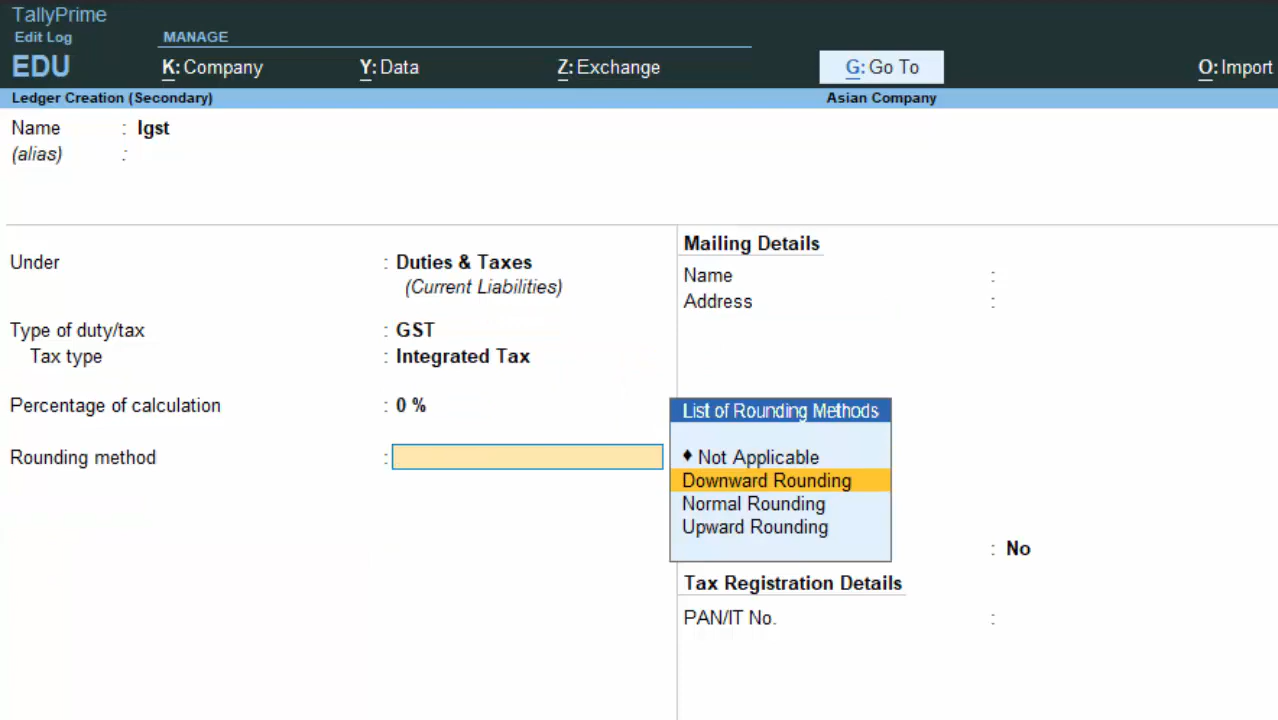 TallyPrime
Edit Log
MANAGE
EDU
K: Company
Y: Data
Z: Exchange
G: Go To
O: Import
Ledger Creation (Secondary)
Asian Company
Name : Igst
(alias) :
Under : Duties & Taxes
(Current Liabilities)
Type of duty/tax : GST
Tax type : Integrated Tax
Percentage of calculation : 0 %
Rounding method :
Mailing Details
Name :
Address :
List of Rounding Methods
♦ Not Applicable
Downward Rounding
Normal Rounding
Upward Rounding
: No
Tax Registration Details
PAN/IT No. :